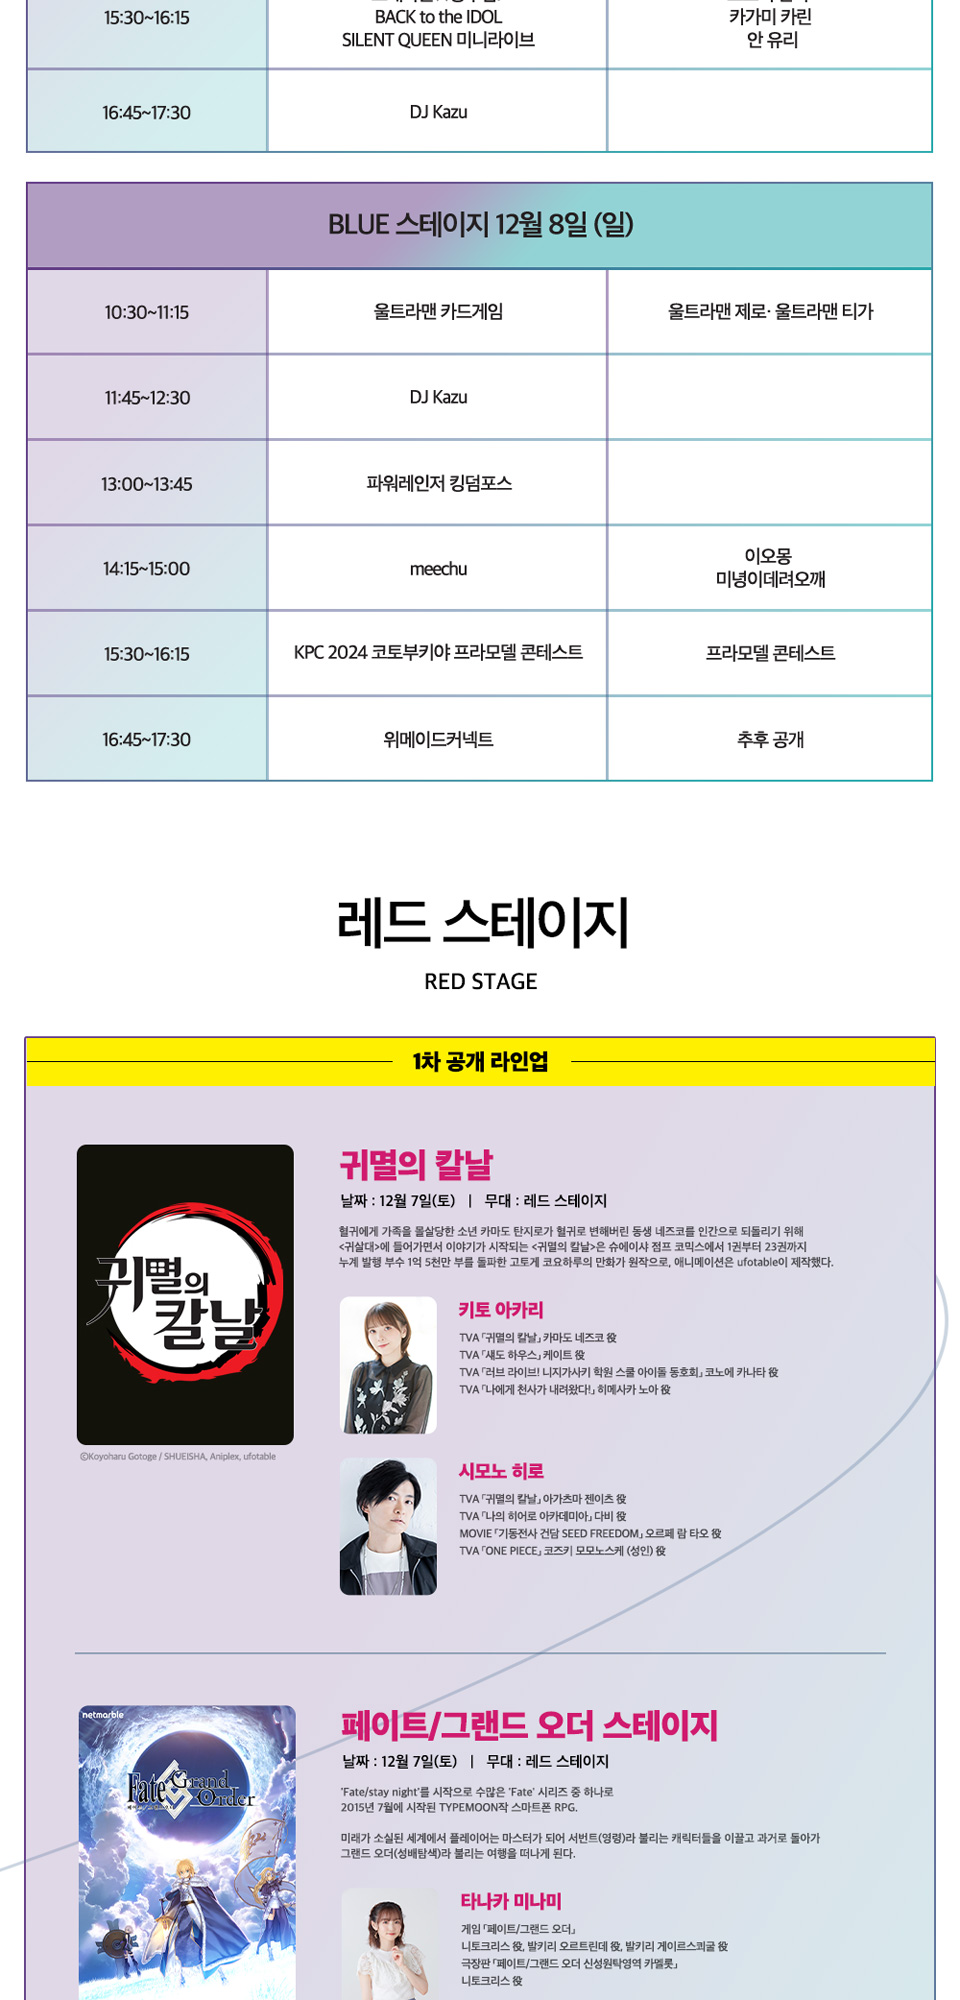 15:30~16:15
BACK to the IDOL
SILENT QUEEN 미니라이브
카가미 카린
안 유리
16:45~17:30
DJ Kazu
BLUE 스테이지 12월 8일 (일)
10:30~11:15
울트라맨 카드게임
울트라맨 제로· 울트라맨 티가
11:45~12:30
DJ Kazu
13:00~13:45
파워레인저 킹덤포스
14:15~15:00
meechu
이오몽
미녕이데려오깨
15:30~16:15
KPC 2024 코토부키야 프라모델 콘테스트
프라모델 콘테스트
16:45~17:30
위메이드커넥트
추후 공개
레드 스테이지
RED STAGE
1차 공개 라인업
귀멸의 칼날
귀멸의 칼날
날짜 : 12월 7일(토) | 무대 : 레드 스테이지
혈귀에게 가족을 몰살당한 소년 카마도 탄지로가 혈귀로 변해버린 동생 네즈코를 인간으로 되돌리기 위해
<귀살대>에 들어가면서 이야기가 시작되는 <귀멸의 칼날>은 슈에이샤 점프 코믹스에서 1권부터 23권까지
누계 발행 부수 1억 5천만 부를 돌파한 고토게 코요하루의 만화가 원작으로, 애니메이션은 ufotable이 제작했다.
키토 아카리
TVA 「귀멸의 칼날」 카마도 네즈코 役
TVA 「섀도 하우스」 케이트 役
TVA 「러브 라이브! 니지가사키 학원 스쿨 아이돌 동호회」 코노에 카나타 役
TVA 「나에게 천사가 내려왔다!」 히메사카 노아 役
©Koyoharu Gotoge / SHUEISHA, Aniplex, ufotable
시모노 히로
TVA 「귀멸의 칼날」 아가츠마 젠이츠 役
TVA 「나의 히어로 아카데미아」 다비 役
MOVIE 「기동전사 건담 SEED FREEDOM」 오르페 람 타오 役
TVA 「ONE PIECE」 코즈키 모모노스케 (성인) 役
netmarble
Fate Grand Order
페이트/그랜드 오더 스테이지
날짜 : 12월 7일(토) | 무대 : 레드 스테이지
'Fate/stay night'를 시작으로 수많은 'Fate' 시리즈 중 하나로
2015년 7월에 시작된 TYPEMOON작 스마트폰 RPG.
미래가 소실된 세계에서 플레이어는 마스터가 되어 서번트(영령)라 불리는 캐릭터들을 이끌고 과거로 돌아가
그랜드 오더(성배탐색)라 불리는 여행을 떠나게 된다.
타나카 미나미
게임 「페이트/그랜드 오더」
니토크리스 役, 발키리 오르트린데 役, 발키리 게이르스쾨굴 役
극장판 「페이트/그랜드 오더 신성원탁영역 카멜롯」
니토크리스 役